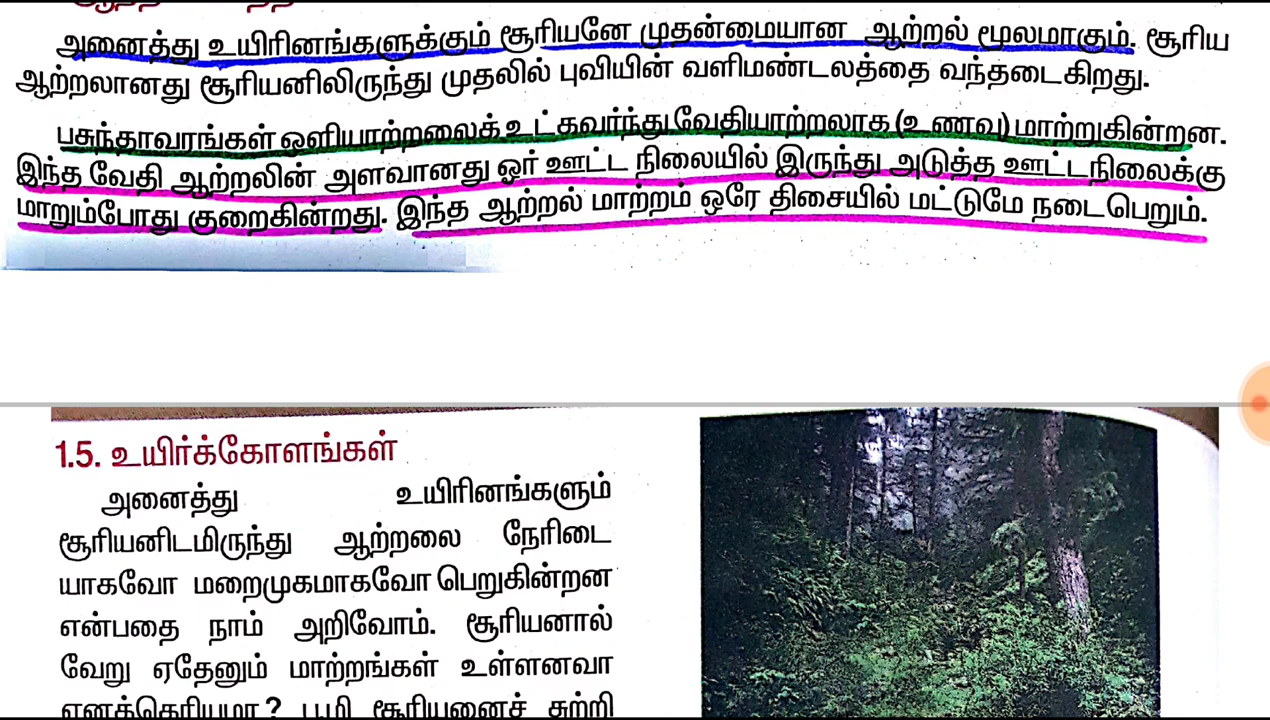 அனைத்து உயிரினங்களுக்கும் சூரியனே முதன்மையான ஆற்றல் மூலமாகும். சூரிய
ஆற்றலானது சூரியனிலிருந்து முதலில் புவியின் வளிமண்டலத்தை வந்தடைகிறது.
பசுந்தாவரங்கள் ஒளியாற்றலைக் உட்கவர்ந்து வேதியாற்றலாக (உணவு) மாற்றுகின்றன.
இந்த வேதி ஆற்றலின் அளவானது ஓர் ஊட்ட நிலையில் இருந்து அடுத்த ஊட்டநிலைக்கு
மாறும்போது குறைகின்றது. இந்த ஆற்றல் மாற்றம் ஒரே திசையில் மட்டுமே நடைபெறும்.
1.5. உயிர்க்கோளங்கள்
அனைத்து உயிரினங்களும்
சூரியனிடமிருந்து ஆற்றலை நேரிடை
யாகவோ மறைமுகமாகவோ பெறுகின்றன
என்பதை நாம் அறிவோம். சூரியனால்
வேறு ஏதேனும் மாற்றங்கள் உள்ளனவா
எனத்தெரியுமா? பூமி சூரியனைச் சுற்றி